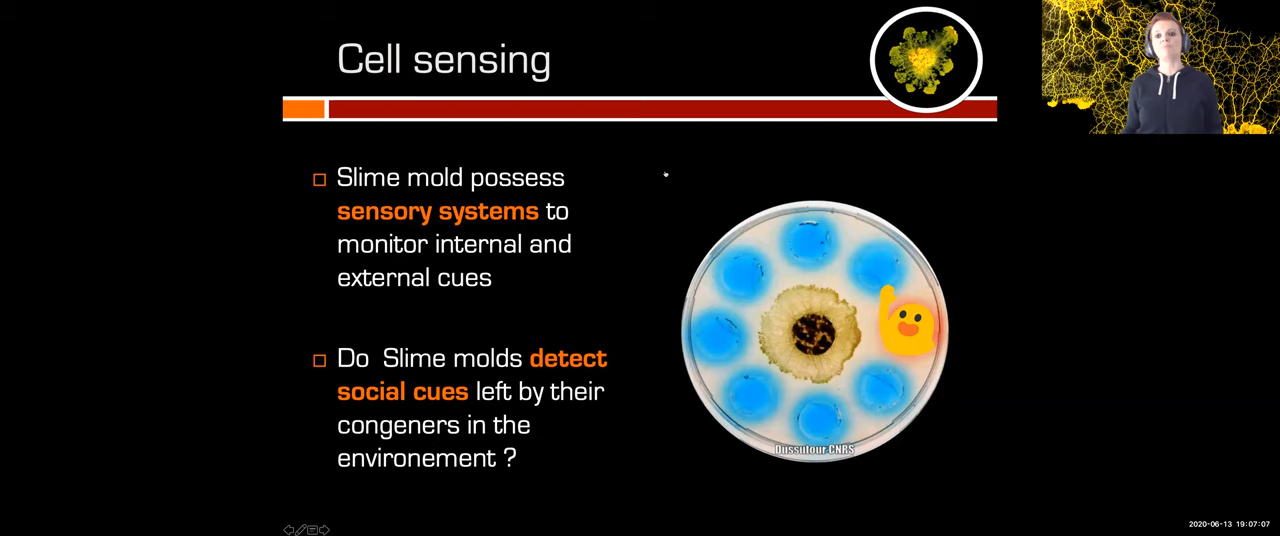 Cell sensing
Slime mold possess
sensory systems to
monitor internal and
external cues
Do Slime molds detect
social cues left by their
congeners in the
environement ?
Dussutour CNRS
2020-06-13 19:07:07